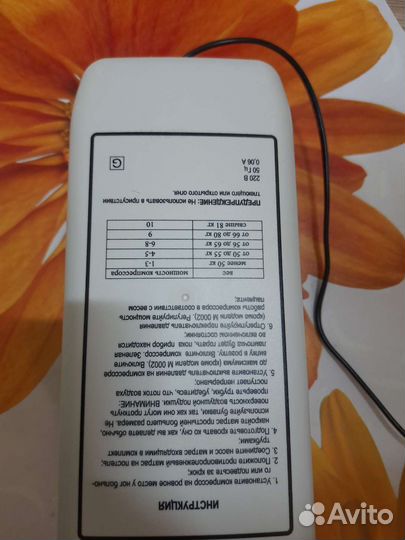 ИНСТРУКЦИЯ
1. Установите компрессор на ровное место у ног больно-
го или подвесьте за крюк;
2. Положите противопролежневый матрас на постель;
3. Соедините насос и матрас входящими в комплект
трубками;
4. Подготовьте кровать ко сну, как вы делаете обычно,
накройте матрас простыней большего размера. Не
используйте булавки, так как они могут проткнуть
поверхность воздушной подушки. ВНИМАНИЕ:
проверьте трубки, убедитесь, что поток воздуха
поступает непрерывно;
5. Установите выключатель давления на компрессоре
до максимума (кроме модели М 0002). Включите
вилку в розетку. Включите компрессор. Зеленая
лампочка будет гореть, пока прибор находится
во включенном состоянии;
6. Отрегулируйте переключатель давления
(кроме модель М 0002). Регулируйте мощность
работы компрессора в соответствии с весом
пациента;
вес мощность компрессора
менее 50 кг 1-3
от 50 до 55 кг 4-5
от 56 до 65 кг 6-8
от 66 до 80 кг 9
свыше 81 кг 10
ПРЕДУПРЕЖДЕНИЕ: Не использовать в присутствии
тлеющего или открытого огня.
220 В
50 Гц
0,06 А
Avito